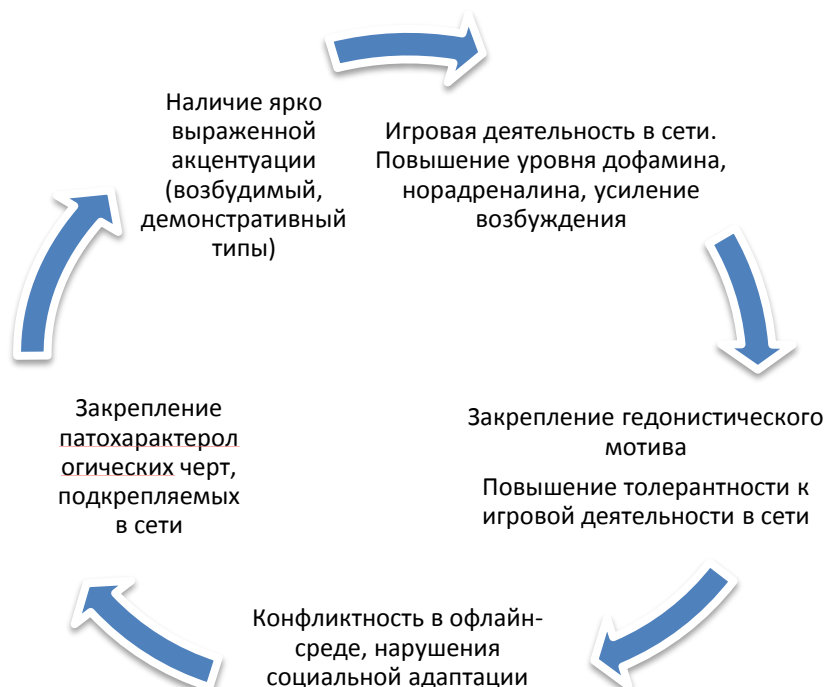 Наличие ярко
выраженной
акцентуации
(возбудимый,
демонстративный
типы)
Игровая деятельность в сети.
Повышение уровня дофамина,
норадреналина, усиление
возбуждения
Закрепление гедонистического
мотива
Повышение толерантности к
игровой деятельности в сети
Конфликтность в офлайн-
среде, нарушения
социальной адаптации
Закрепление
патохарактерол
огических черт,
подкрепляемых
в сети